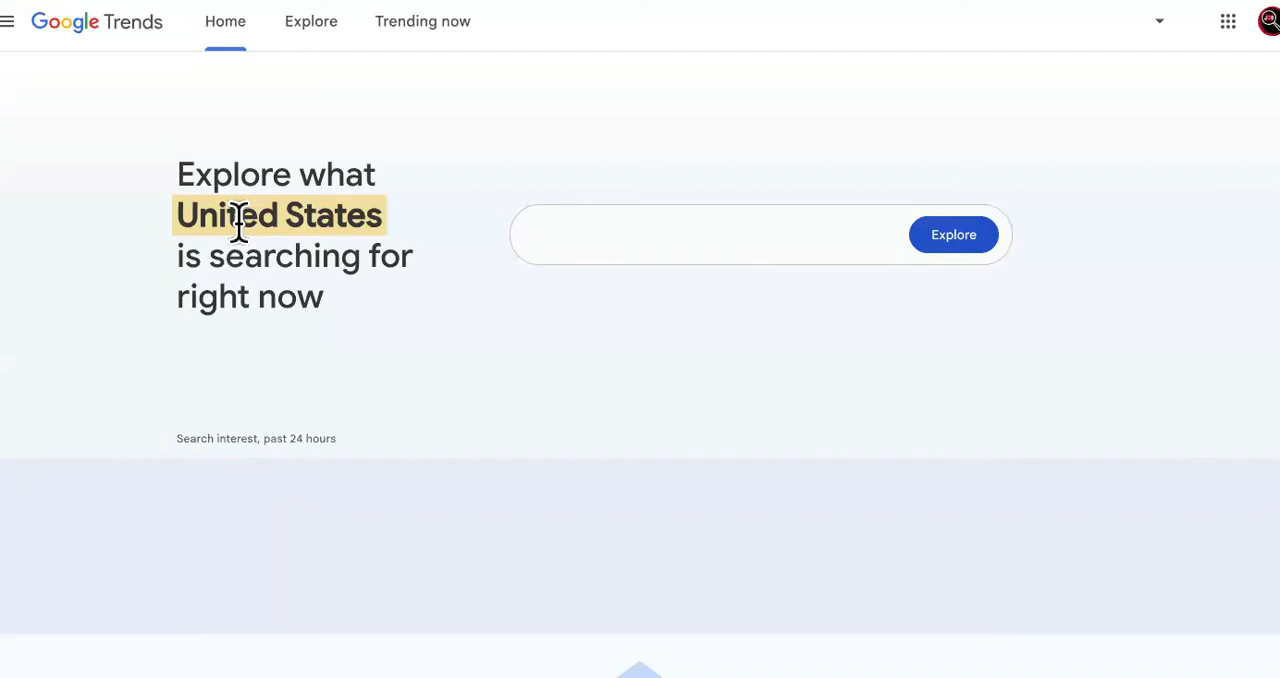 Google Trends Home Explore Trending now
Explore what
United States
is searching for
right now
Explore
Search interest, past 24 hours